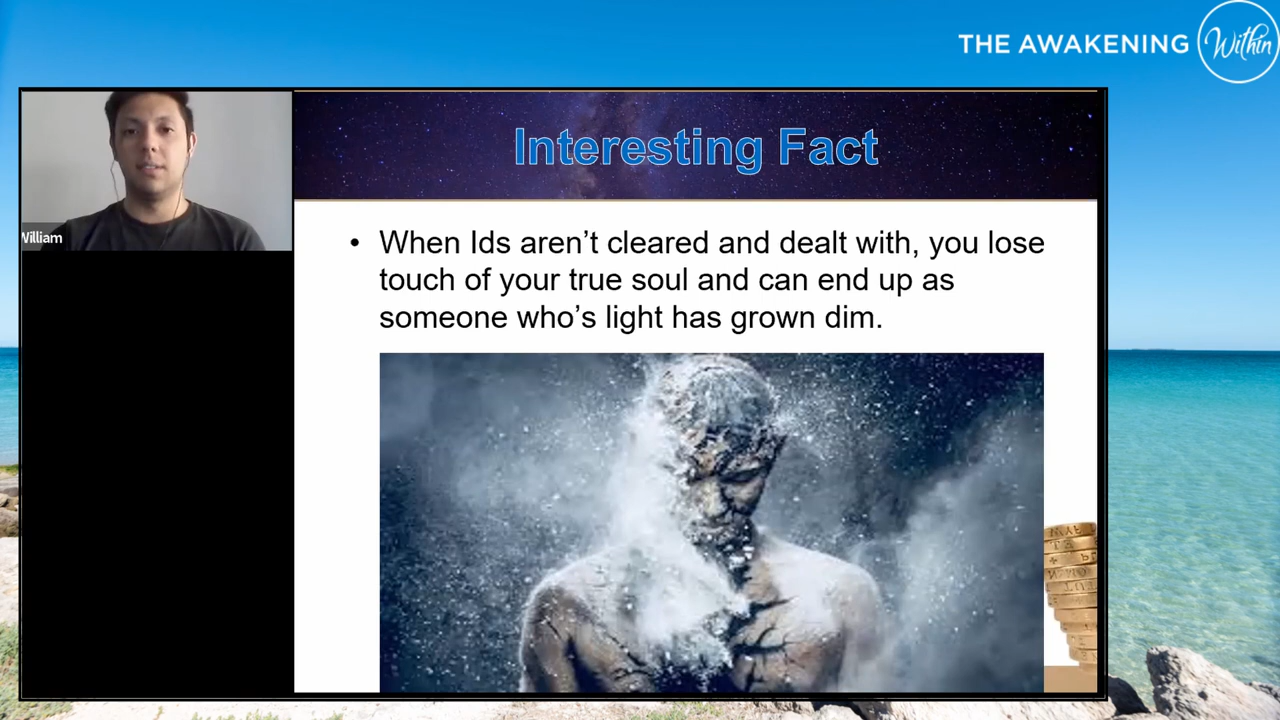 THE AWAKENING
Within
Interesting Fact
William
• When Ids aren’t cleared and dealt with, you lose
touch of your true soul and can end up as
someone who’s light has grown dim.